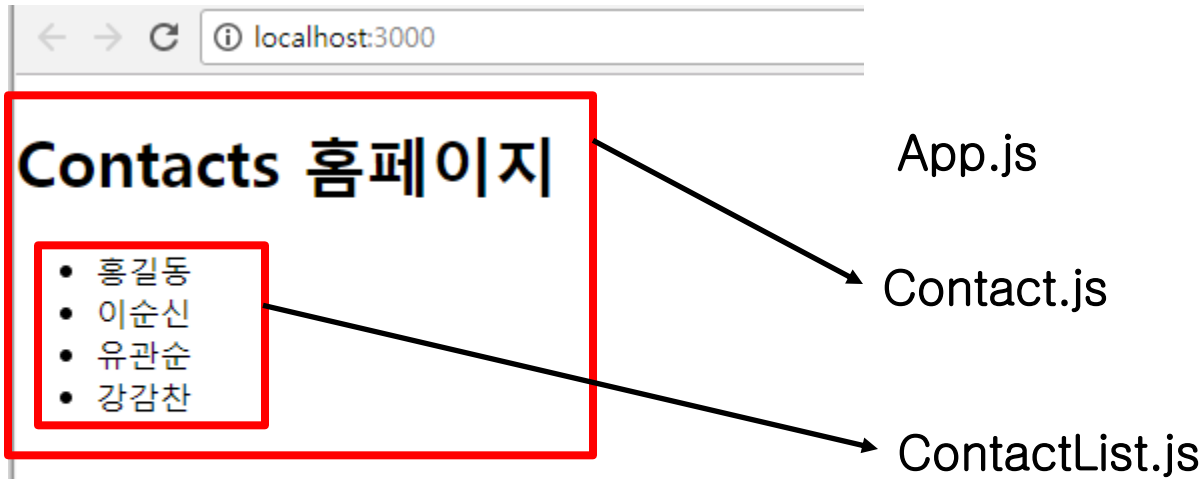 localhost:3000
Contacts 홈페이지
App.js
• 홍길동
• 이순신
• 유관순
• 강감찬
Contact.js
ContactList.js